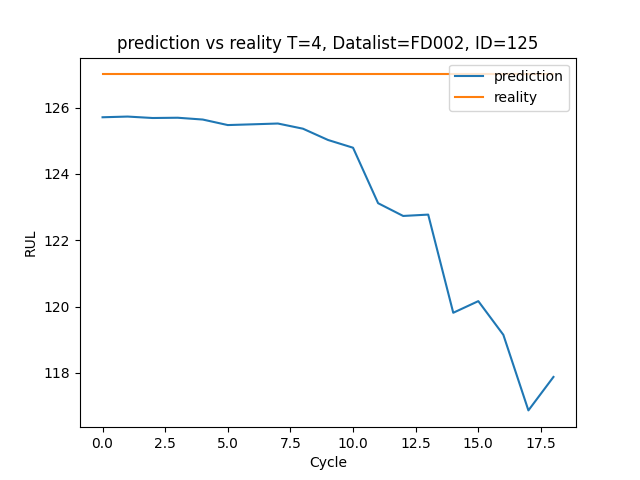 prediction vs reality T=4, Datalist=FD002, ID=125
prediction
reality
126
124
122
120
118
RUL
0.0 2.5 5.0 7.5 10.0 12.5 15.0 17.5
Cycle